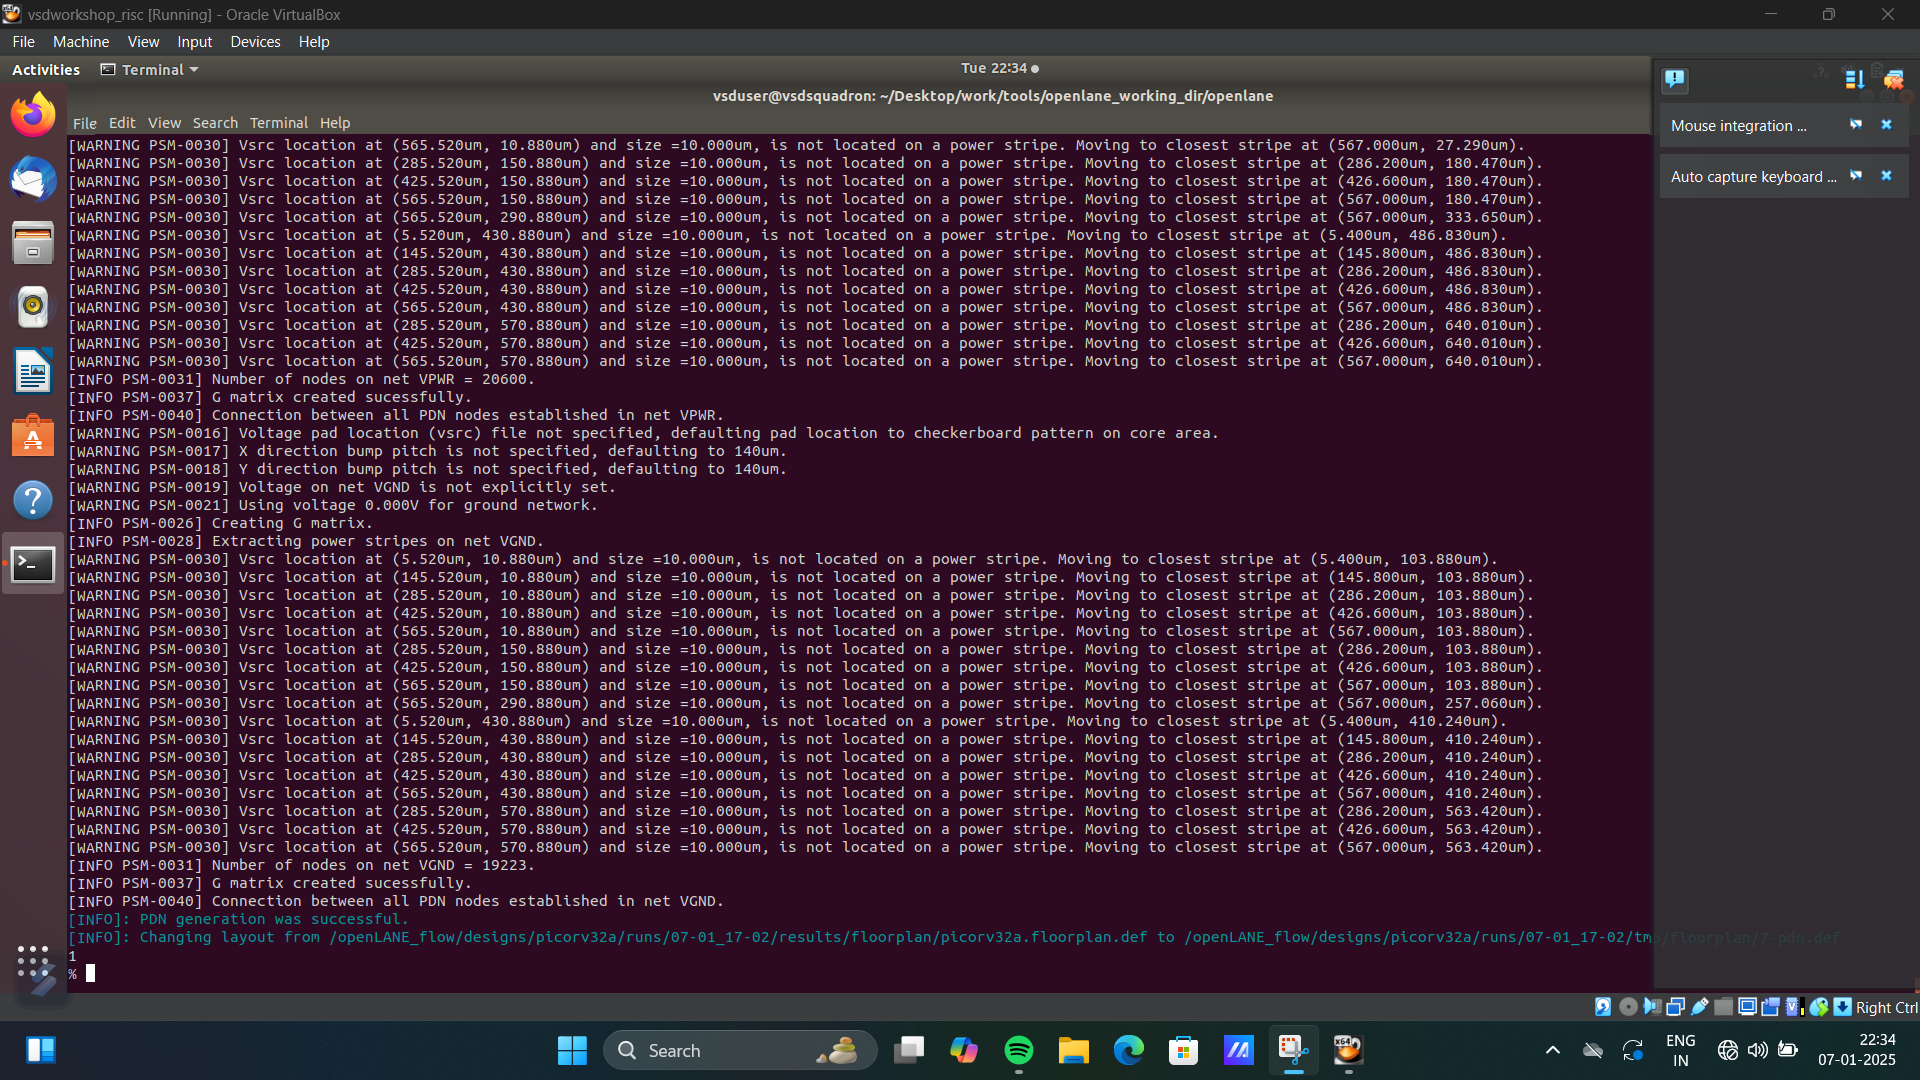 vsdworkshop_risc [Running] - Oracle VirtualBox
File Machine View Input Devices Help
Activities Terminal Tue 22:34
vsduser@vsdsquadron: ~/Desktop/work/tools/openlane_working_dir/openlane
File Edit View Search Terminal Help
Mouse integration ...
Auto capture keyboard ...
[WARNING PSM-0030] Vsrc location at (565.520um, 10.880um) and size =10.000um, is not located on a power stripe. Moving to closest stripe at (567.000um, 27.290um).
[WARNING PSM-0030] Vsrc location at (285.520um, 150.880um) and size =10.000um, is not located on a power stripe. Moving to closest stripe at (286.200um, 180.470um).
[WARNING PSM-0030] Vsrc location at (425.520um, 150.880um) and size =10.000um, is not located on a power stripe. Moving to closest stripe at (426.600um, 180.470um).
[WARNING PSM-0030] Vsrc location at (565.520um, 150.880um) and size =10.000um, is not located on a power stripe. Moving to closest stripe at (567.000um, 180.470um).
[WARNING PSM-0030] Vsrc location at (565.520um, 290.880um) and size =10.000um, is not located on a power stripe. Moving to closest stripe at (567.000um, 333.650um).
[WARNING PSM-0030] Vsrc location at (5.520um, 430.880um) and size =10.000um, is not located on a power stripe. Moving to closest stripe at (5.400um, 486.830um).
[WARNING PSM-0030] Vsrc location at (145.520um, 430.880um) and size =10.000um, is not located on a power stripe. Moving to closest stripe at (145.800um, 486.830um).
[WARNING PSM-0030] Vsrc location at (285.520um, 430.880um) and size =10.000um, is not located on a power stripe. Moving to closest stripe at (286.200um, 486.830um).
[WARNING PSM-0030] Vsrc location at (425.520um, 430.880um) and size =10.000um, is not located on a power stripe. Moving to closest stripe at (426.600um, 486.830um).
[WARNING PSM-0030] Vsrc location at (565.520um, 430.880um) and size =10.000um, is not located on a power stripe. Moving to closest stripe at (567.000um, 486.830um).
[WARNING PSM-0030] Vsrc location at (285.520um, 570.880um) and size =10.000um, is not located on a power stripe. Moving to closest stripe at (286.200um, 640.010um).
[WARNING PSM-0030] Vsrc location at (425.520um, 570.880um) and size =10.000um, is not located on a power stripe. Moving to closest stripe at (426.600um, 640.010um).
[WARNING PSM-0030] Vsrc location at (565.520um, 570.880um) and size =10.000um, is not located on a power stripe. Moving to closest stripe at (567.000um, 640.010um).
[INFO PSM-0031] Number of nodes on net VPWR = 20600.
[INFO PSM-0037] G matrix created sucessfully.
[INFO PSM-0040] Connection between all PDN nodes established in net VPWR.
[WARNING PSM-0016] Voltage pad location (vsrc) file not specified, defaulting pad location to checkerboard pattern on core area.
[WARNING PSM-0017] X direction bump pitch is not specified, defaulting to 140um.
[WARNING PSM-0018] Y direction bump pitch is not specified, defaulting to 140um.
[WARNING PSM-0019] Voltage on net VGND is not explicitly set.
[WARNING PSM-0021] Using voltage 0.000V for ground network.
[INFO PSM-0026] Creating G matrix.
[INFO PSM-0028] Extracting power stripes on net VGND.
[WARNING PSM-0030] Vsrc location at (5.520um, 10.880um) and size =10.000um, is not located on a power stripe. Moving to closest stripe at (5.400um, 103.880um).
[WARNING PSM-0030] Vsrc location at (145.520um, 10.880um) and size =10.000um, is not located on a power stripe. Moving to closest stripe at (145.800um, 103.880um).
[WARNING PSM-0030] Vsrc location at (285.520um, 10.880um) and size =10.000um, is not located on a power stripe. Moving to closest stripe at (286.200um, 103.880um).
[WARNING PSM-0030] Vsrc location at (425.520um, 10.880um) and size =10.000um, is not located on a power stripe. Moving to closest stripe at (426.600um, 103.880um).
[WARNING PSM-0030] Vsrc location at (565.520um, 10.880um) and size =10.000um, is not located on a power stripe. Moving to closest stripe at (567.000um, 103.880um).
[WARNING PSM-0030] Vsrc location at (285.520um, 150.880um) and size =10.000um, is not located on a power stripe. Moving to closest stripe at (286.200um, 103.880um).
[WARNING PSM-0030] Vsrc location at (425.520um, 150.880um) and size =10.000um, is not located on a power stripe. Moving to closest stripe at (426.600um, 103.880um).
[WARNING PSM-0030] Vsrc location at (565.520um, 150.880um) and size =10.000um, is not located on a power stripe. Moving to closest stripe at (567.000um, 103.880um).
[WARNING PSM-0030] Vsrc location at (565.520um, 290.880um) and size =10.000um, is not located on a power stripe. Moving to closest stripe at (567.000um, 257.060um).
[WARNING PSM-0030] Vsrc location at (5.520um, 430.880um) and size =10.000um, is not located on a power stripe. Moving to closest stripe at (5.400um, 410.240um).
[WARNING PSM-0030] Vsrc location at (145.520um, 430.880um) and size =10.000um, is not located on a power stripe. Moving to closest stripe at (145.800um, 410.240um).
[WARNING PSM-0030] Vsrc location at (285.520um, 430.880um) and size =10.000um, is not located on a power stripe. Moving to closest stripe at (286.200um, 410.240um).
[WARNING PSM-0030] Vsrc location at (425.520um, 430.880um) and size =10.000um, is not located on a power stripe. Moving to closest stripe at (426.600um, 410.240um).
[WARNING PSM-0030] Vsrc location at (565.520um, 430.880um) and size =10.000um, is not located on a power stripe. Moving to closest stripe at (567.000um, 410.240um).
[WARNING PSM-0030] Vsrc location at (285.520um, 570.880um) and size =10.000um, is not located on a power stripe. Moving to closest stripe at (286.200um, 563.420um).
[WARNING PSM-0030] Vsrc location at (425.520um, 570.880um) and size =10.000um, is not located on a power stripe. Moving to closest stripe at (426.600um, 563.420um).
[WARNING PSM-0030] Vsrc location at (565.520um, 570.880um) and size =10.000um, is not located on a power stripe. Moving to closest stripe at (567.000um, 563.420um).
[INFO PSM-0031] Number of nodes on net VGND = 19223.
[INFO PSM-0037] G matrix created sucessfully.
[INFO PSM-0040] Connection between all PDN nodes established in net VGND.
[INFO]: PDN generation was successful.
[INFO]: Changing layout from /openLANE_flow/designs/picorv32a/runs/07-01_17-02/results/floorplan/picorv32a.floorplan.def to /openLANE_flow/designs/picorv32a/runs/07-01_17-02/tmp/floorplan/7-pdn.def
1
%
Right Ctrl
Search
ENG
IN
22:34
07-01-2025